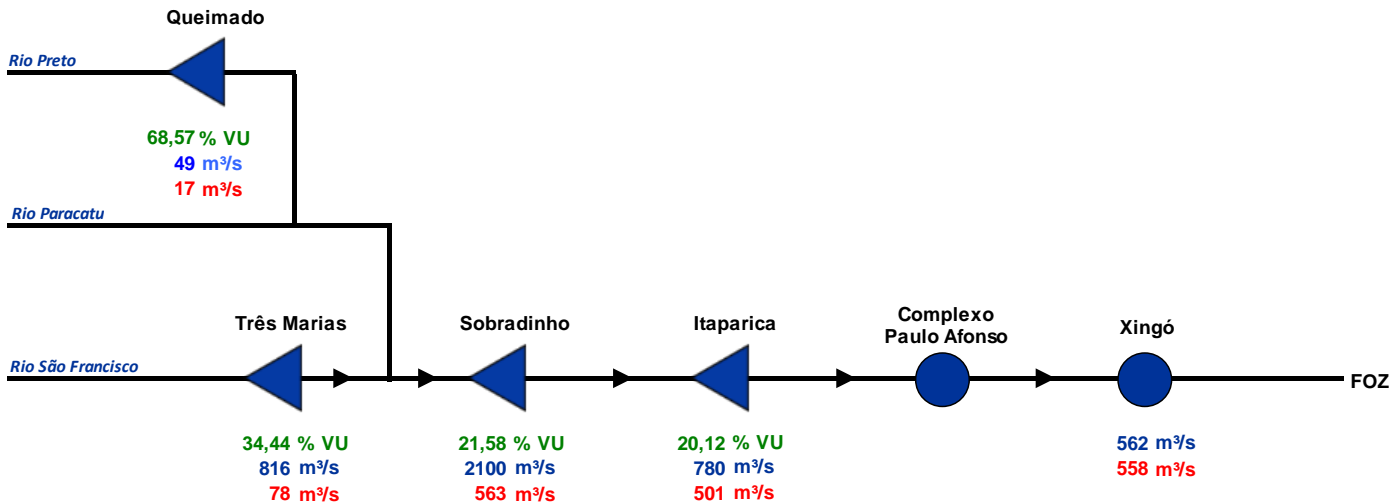 Queimado
Rio Preto
68,57 % VU
49 m³/s
17 m³/s
Rio Paracatu
Três Marias
Sobradinho
Itaparica
Complexo
Paulo Afonso
Xingó
Rio São Francisco
FOZ
34,44 % VU
816 m³/s
78 m³/s
21,58 % VU
2100 m³/s
563 m³/s
20,12 % VU
780 m³/s
501 m³/s
562 m³/s
558 m³/s